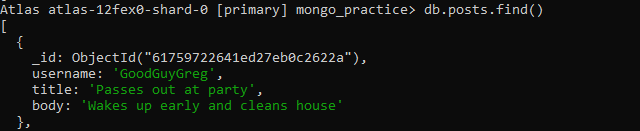 Atlas atlas-12fex0-shard-0 [primary] mongo_practice> db.posts.find()
[
  {
    _id: ObjectId("61759722641ed27eb0c2622a"),
    username: 'GoodGuyGreg',
    title: 'Passes out at party',
    body: 'Wakes up early and cleans house'
  },